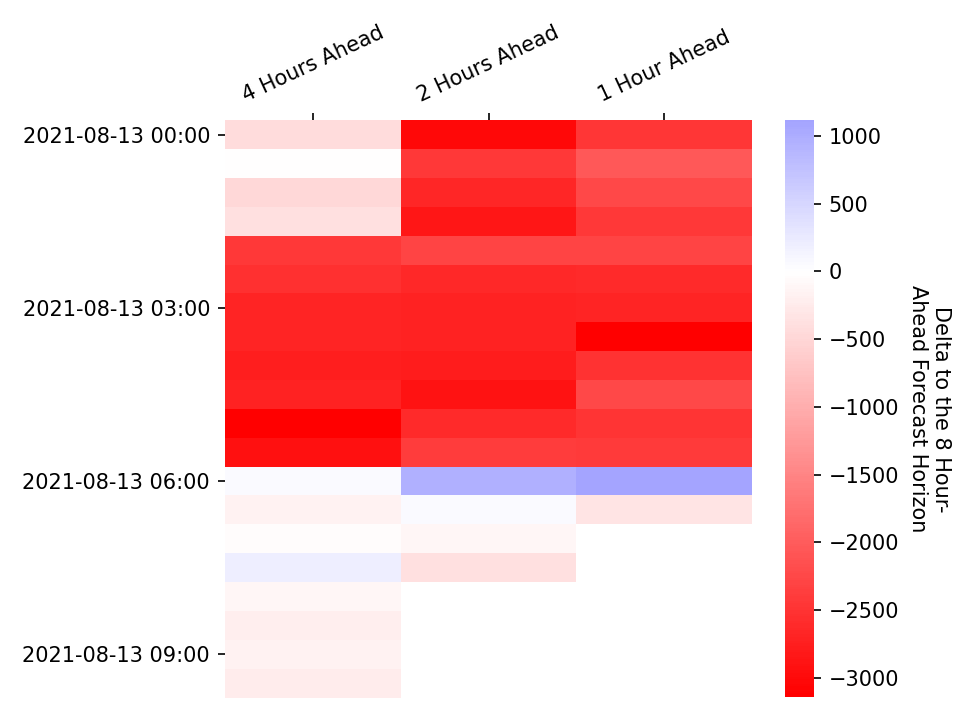 4 Hours Ahead
2 Hours Ahead
1 Hour Ahead
2021-08-13 00:00
2021-08-13 03:00
2021-08-13 06:00
2021-08-13 09:00
1000
500
0
−500
−1000
−1500
−2000
−2500
−3000
Delta to the 8 Hour-
Ahead Forecast Horizon